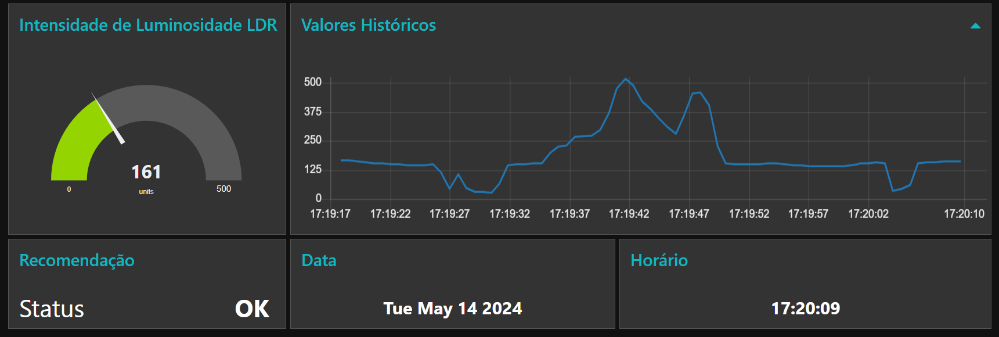 Intensidade de Luminosidade LDR
161
0
units
500
Valores Históricos
500
375
250
125
0
17:19:17 17:19:22 17:19:27 17:19:32 17:19:37 17:19:42 17:19:47 17:19:52 17:19:57 17:20:02 17:20:10
Recomendação
Status OK
Data
Tue May 14 2024
Horário
17:20:09